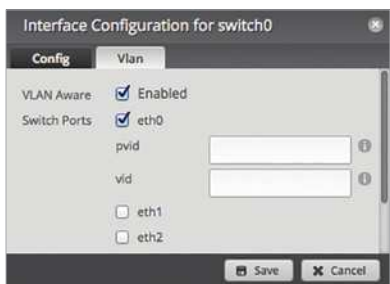 Interface Configuration for switch0
Config Vlan
VLAN Aware Enabled
Switch Ports eth0
pvid
vid
eth1
eth2
Save Cancel